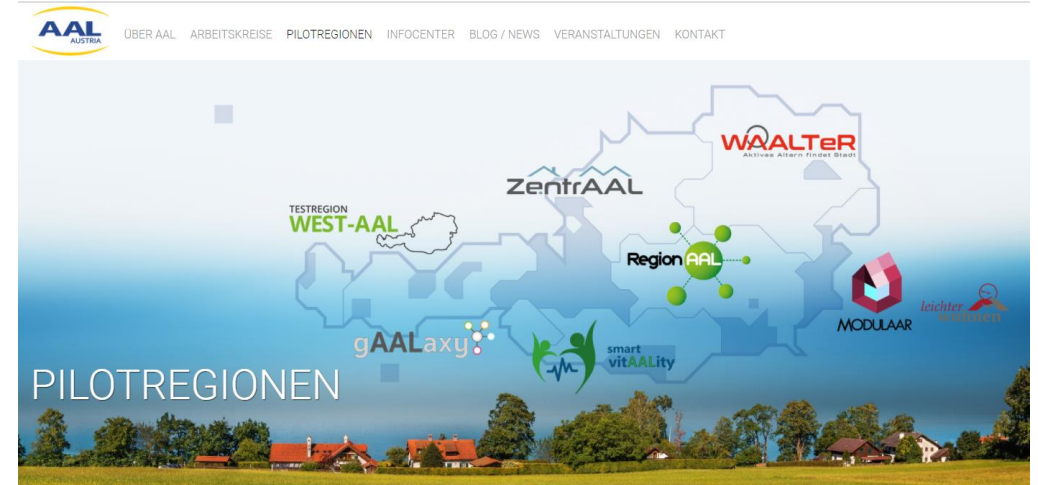 AAL
AUSTRIA
ÜBER AAL ARBEITSKREISE PILOTREGIONEN INFOCENTER BLOG / NEWS VERANSTALTUNGEN KONTAKT
WAALTeR
Aktives Altern findet Stadt
ZentrAAL
TESTREGION
WEST-AAL
Region AAL
MODULAAR
leichter
wohnen
gAALaxy
smart
vitAALity
PILOTREGIONEN